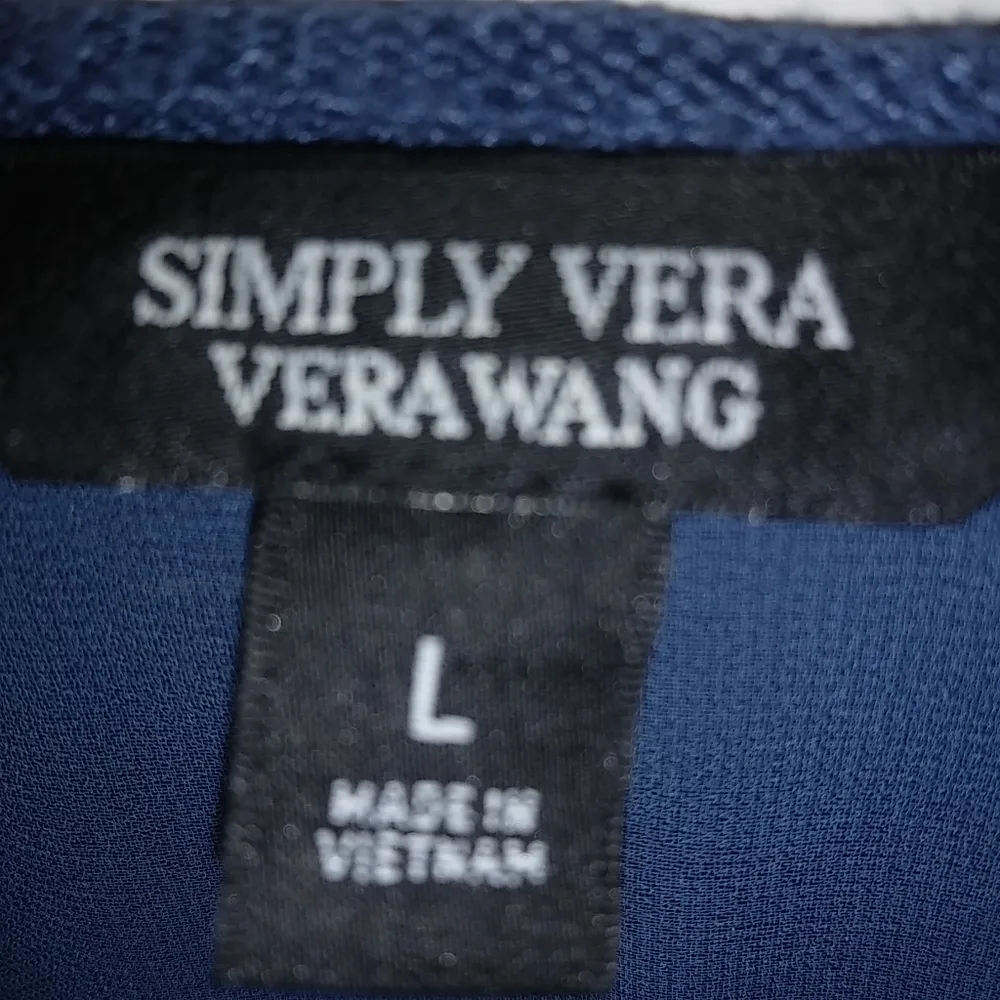 SIMPLY VERA
VERAWANG
L
MADE IN
VIETNAM